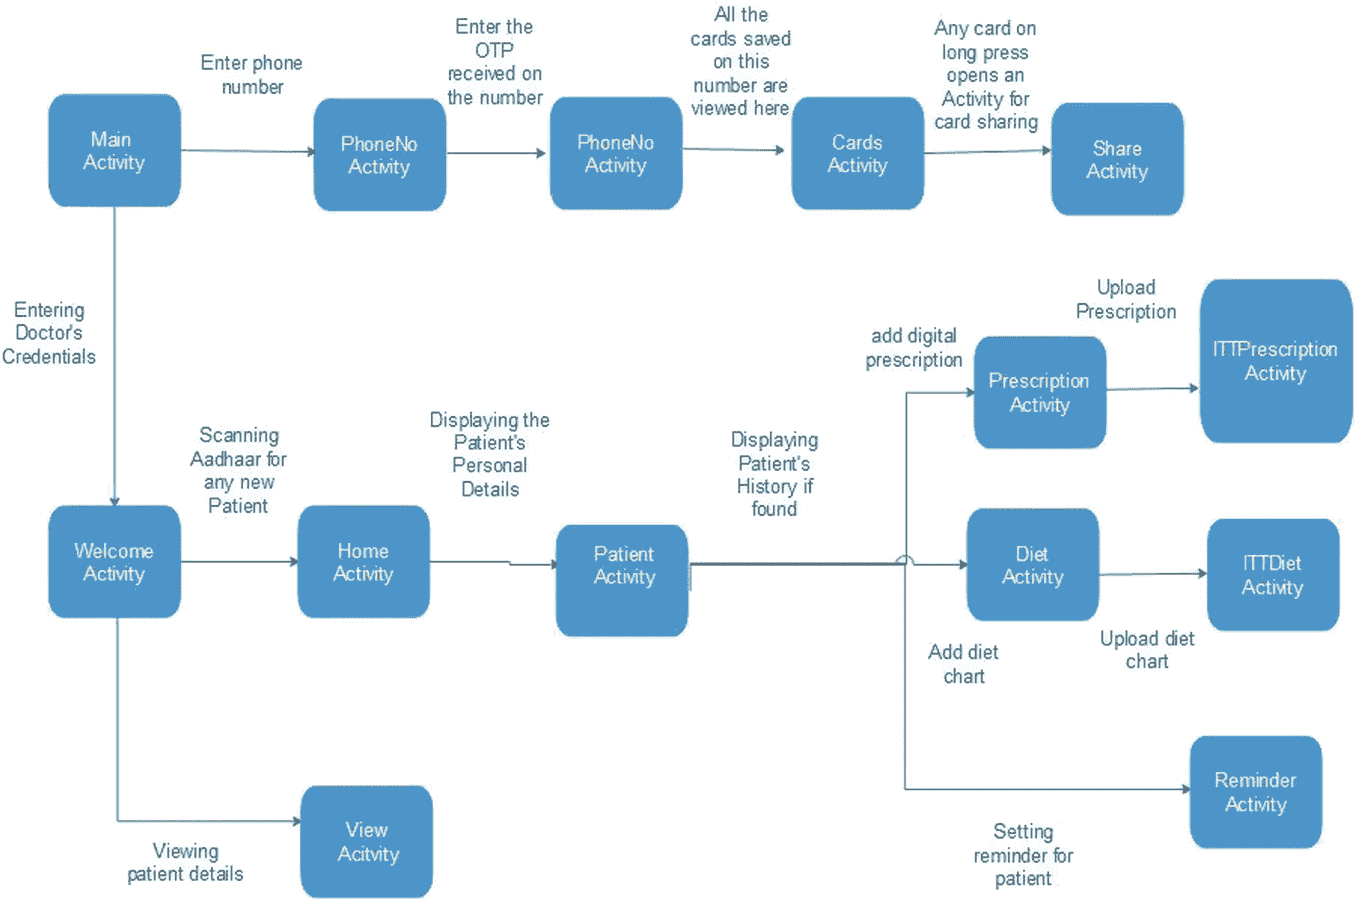 Enter phone
number
Enter the
OTP
received on
the number
All the
cards saved
on this
number are
viewed here
Any card on
long press
opens an
Activity for
card sharing
Main
Activity
PhoneNo
Activity
PhoneNo
Activity
Cards
Activity
Share
Activity
Entering
Doctor's
Credentials
Upload
Prescription
add digital
prescription
Prescription
Activity
ITTPrescription
Activity
Scanning
Aadhaar for
any new
Patient
Displaying the
Patient's
Personal
Details
Displaying
Patient's
History if
found
Welcome
Activity
Home
Activity
Patient
Activity
Diet
Activity
ITTDiet
Activity
Add diet
chart
Upload diet
chart
Reminder
Activity
Setting
reminder for
patient
View
Acitvity
Viewing
patient details